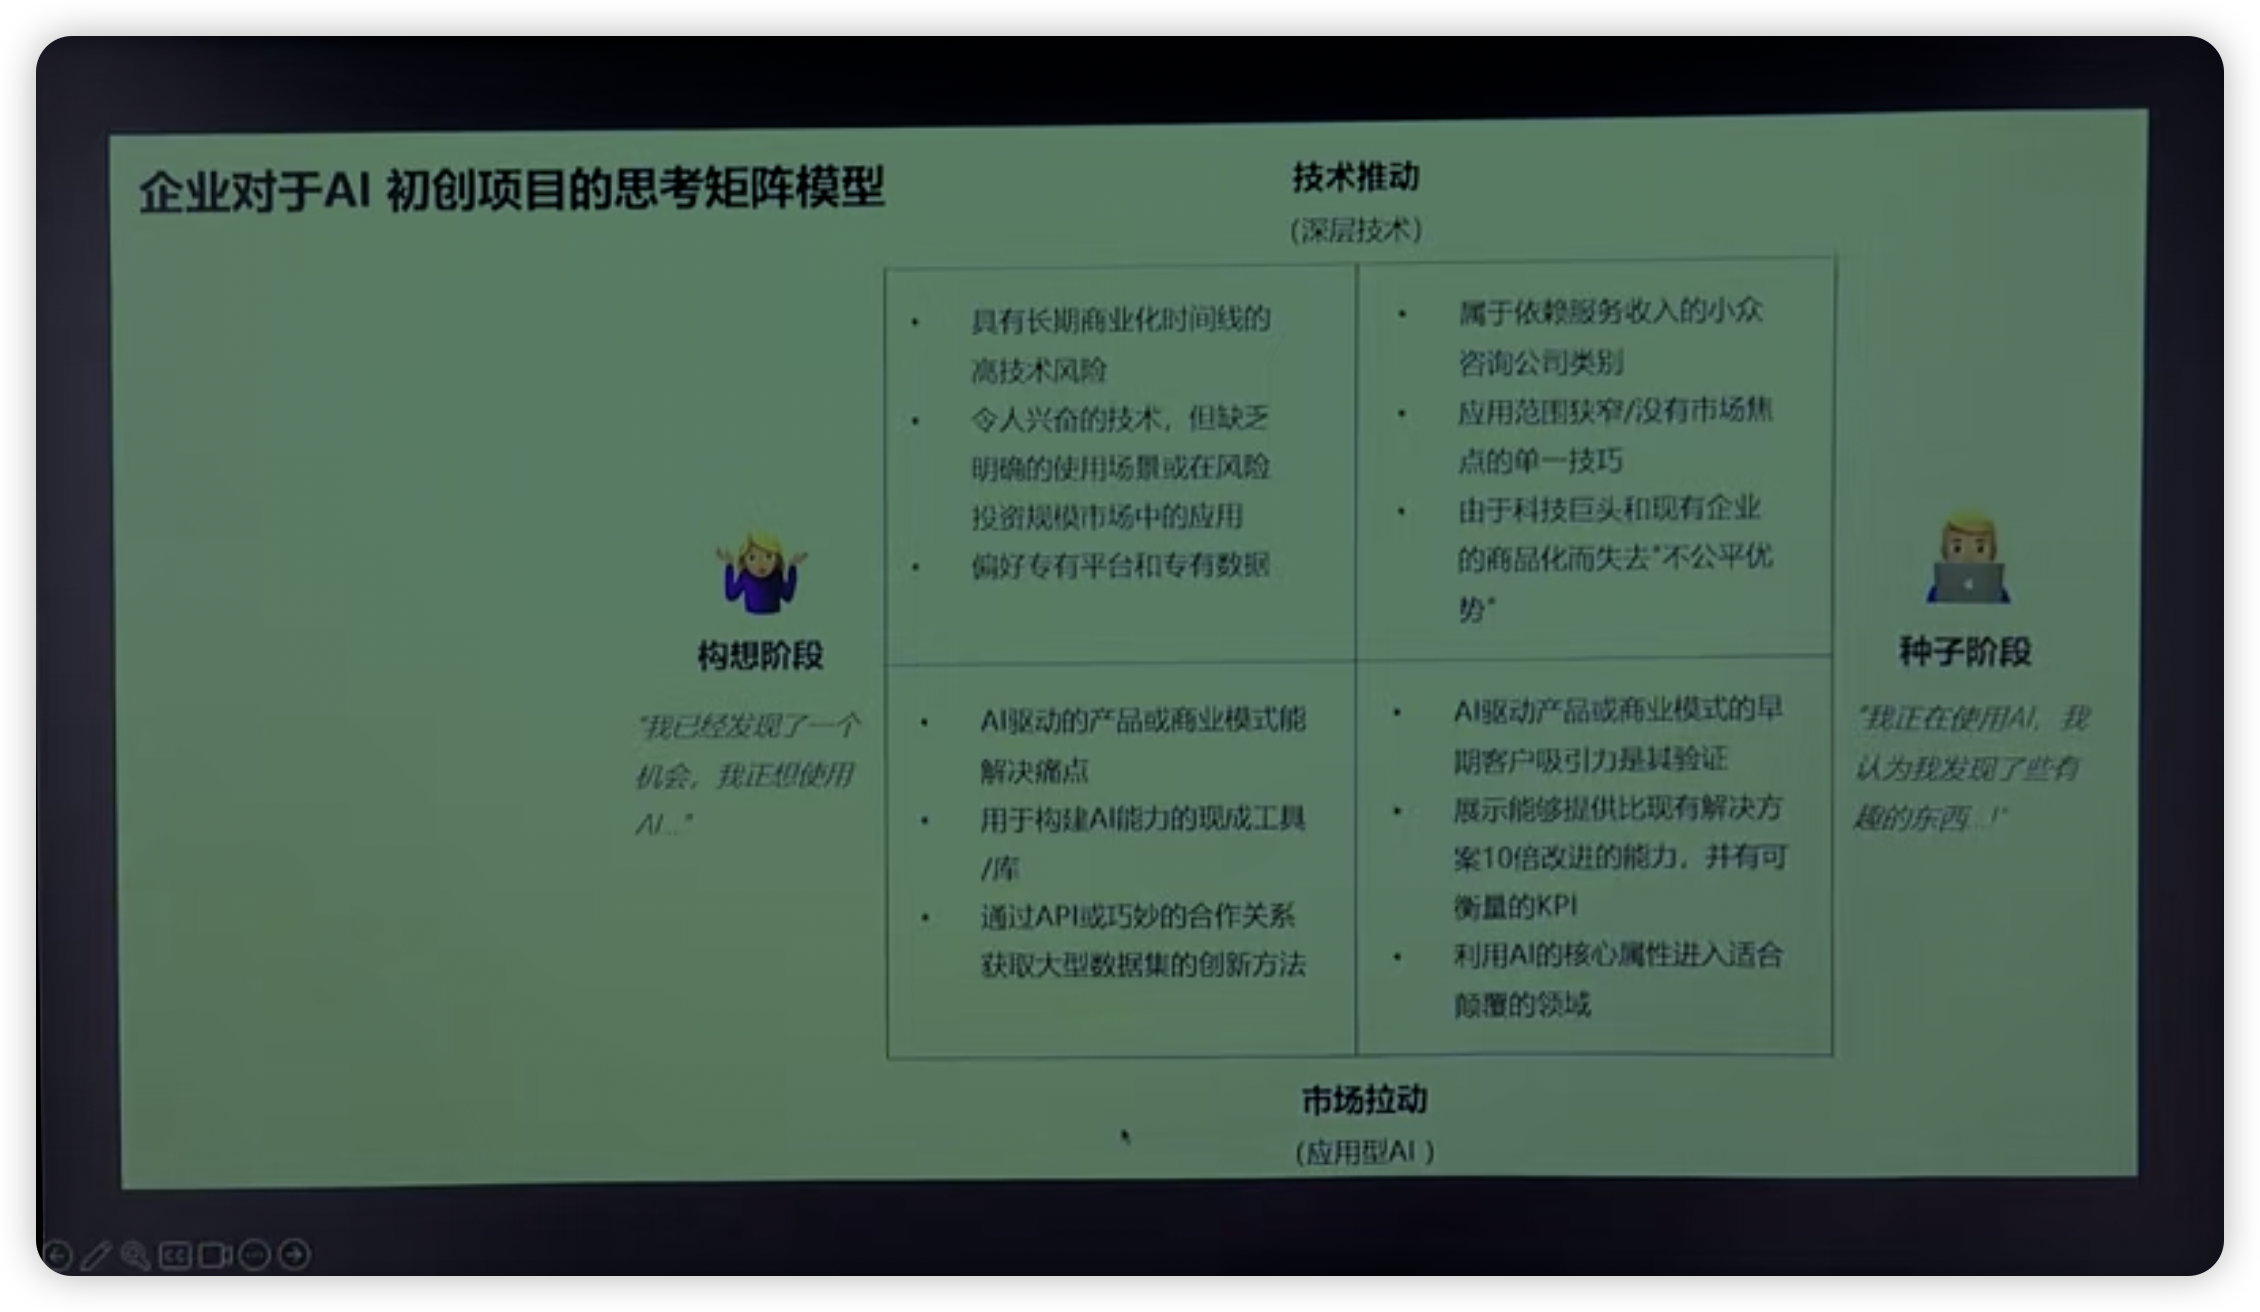 企业对于AI 初创项目的思考矩阵模型
技术推动
(深层技术)
• 具有长期商业化时间线的
高技术风险
• 令人兴奋的技术，但缺乏
明确的使用场景或在风险
投资规模市场中的应用
• 偏好专有平台和专有数据
• 属于依赖服务收入的小众
咨询公司类别
• 应用范围狭窄/没有市场焦
点的单一技巧
• 由于科技巨头和现有企业
的商品化而失去"不公平优
势"
构想阶段
"我已经发现了一个
机会，我正想使用
AI..."
种子阶段
"我正在使用AI，我
认为我发现了些有
趣的东西...!"
• AI驱动的产品或商业模式能
解决痛点
• 用于构建AI能力的现成工具
/库
• 通过API或巧妙的合作关系
获取大型数据集的创新方法
• AI驱动产品或商业模式的早
期客户吸引力是其验证
• 展示能够提供比现有解决方
案10倍改进的能力，并有可
衡量的KPI
• 利用AI的核心属性进入适合
颠覆的领域
市场拉动
(应用型AI )
CC